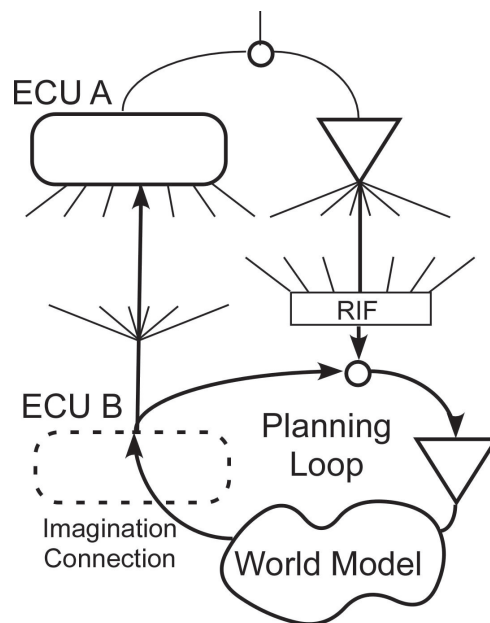 ECU A
RIF
ECU B
Planning
Loop
Imagination
Connection
World Model